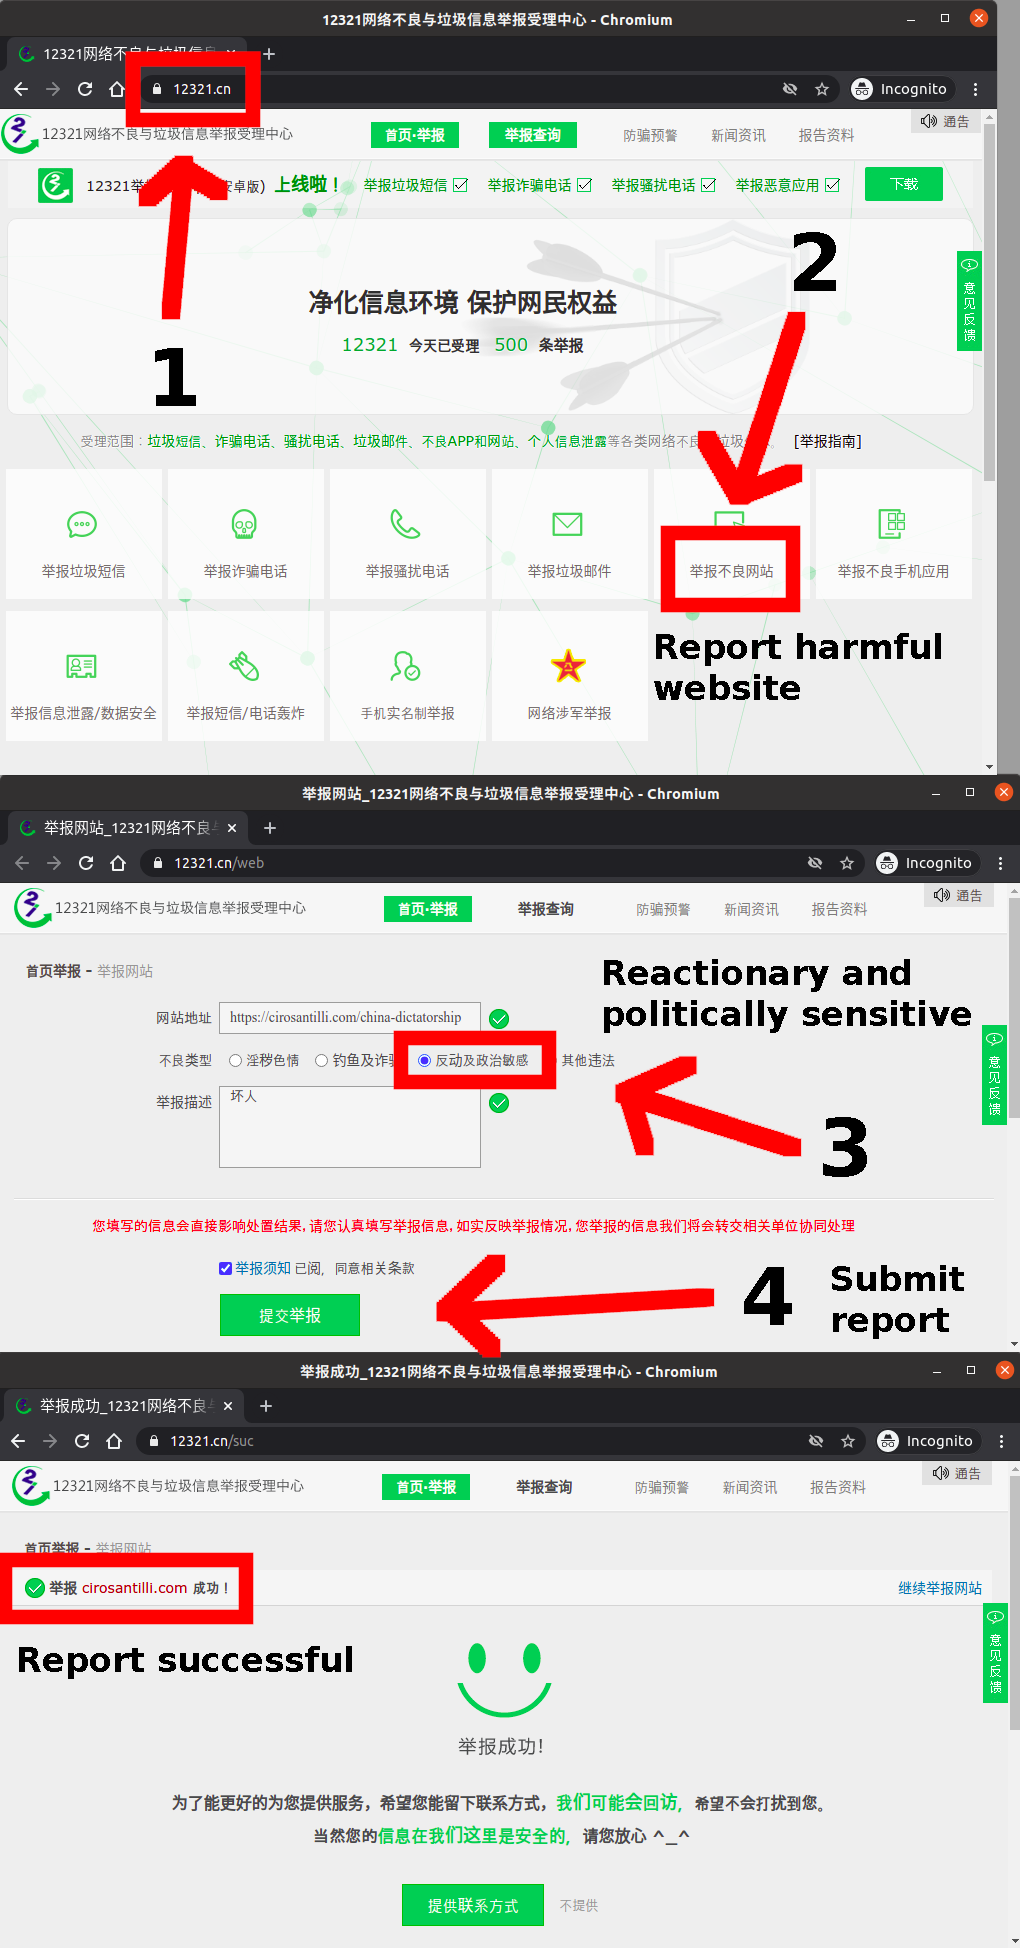 12321网络不良与垃圾信息举报受理中心 - Chromium
12321网络不良与垃圾信息
12321.cn
Incognito
12321网络不良与垃圾信息举报受理中心
首页·举报
举报查询
防骗预警
新闻资讯
报告资料
通告
12321举
安卓版)
上线啦！
举报垃圾短信
举报诈骗电话
举报骚扰电话
举报恶意应用
下载
1
2
净化信息环境 保护网民权益
12321 今天已受理 500 条举报
意见反馈
受理范围：垃圾短信、诈骗电话、骚扰电话、垃圾邮件、不良APP和网站、个人信息泄露等各类网络不良 垃圾 。 [举报指南]
举报垃圾短信
举报诈骗电话
举报骚扰电话
举报垃圾邮件
举报不良网站
举报不良手机应用
Report harmful
website
举报信息泄露/数据安全
举报短信/电话轰炸
手机实名制举报
网络涉军举报
举报网站_12321网络不良与垃圾信息举报受理中心 - Chromium
举报网站_12321网络不良与
12321.cn/web
Incognito
12321网络不良与垃圾信息举报受理中心
首页·举报
举报查询
防骗预警
新闻资讯
报告资料
通告
首页举报 - 举报网站
Reactionary and
politically sensitive
网站地址
https://cirosantilli.com/china-dictatorship
不良类型
淫秽色情
钓鱼及诈骗
反动及政治敏感
其他违法
意见反馈
举报描述
坏人
3
您填写的信息会直接影响处置结果,请您认真填写举报信息,如实反映举报情况,您举报的信息我们将会转交相关单位协同处理
举报须知 已阅，同意相关条款
提交举报
4
Submit
report
举报成功_12321网络不良与垃圾信息举报受理中心 - Chromium
举报成功_12321网络不良与
12321.cn/suc
Incognito
12321网络不良与垃圾信息举报受理中心
首页·举报
举报查询
防骗预警
新闻资讯
报告资料
通告
首页举报 - 举报网站
举报 cirosantilli.com 成功！
继续举报网站
意见反馈
Report successful
举报成功!
为了能更好的为您提供服务，希望您能留下联系方式，我们可能会回访，希望不会打扰到您。
当然您的信息在我们这里是安全的，请您放心 ^_^
提供联系方式
不提供